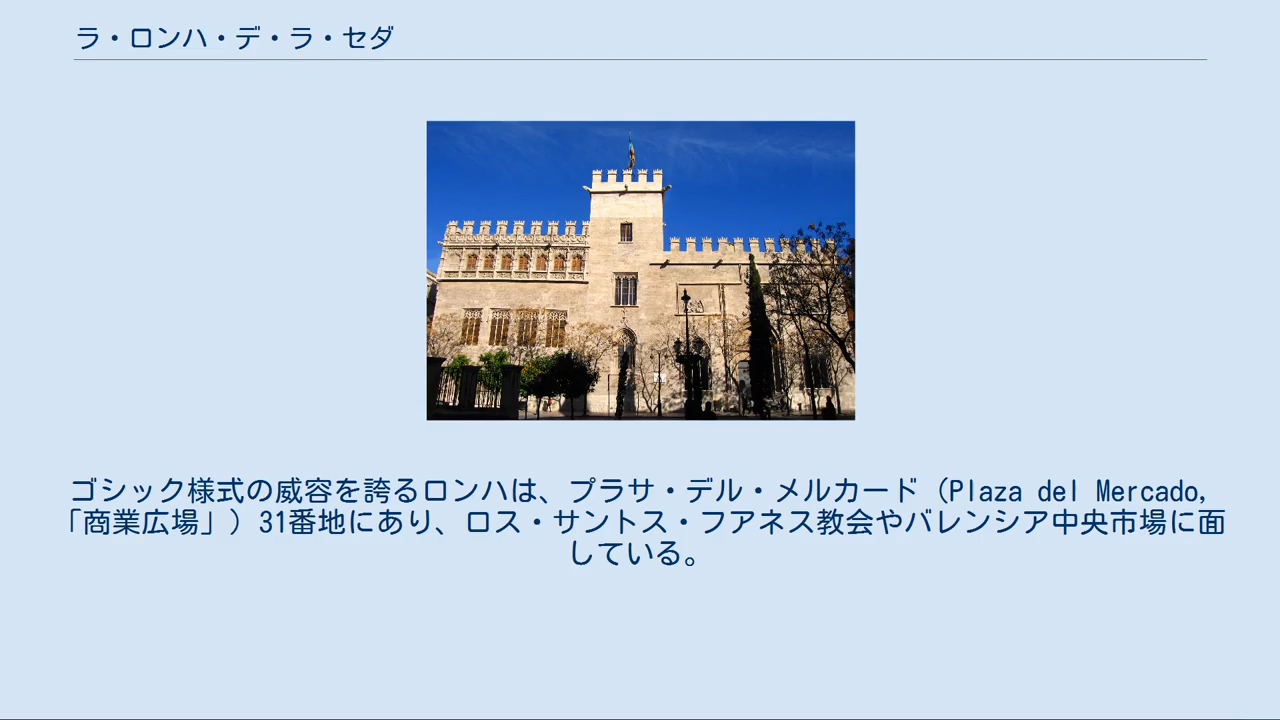 ラ・ロンハ・デ・ラ・セダ
ゴシック様式の威容を誇るロンハは、プラサ・デル・メルカード（Plaza del Mercado,
「商業広場」）31番地にあり、ロス・サントス・フアネス教会やバレンシア中央市場に面
している。